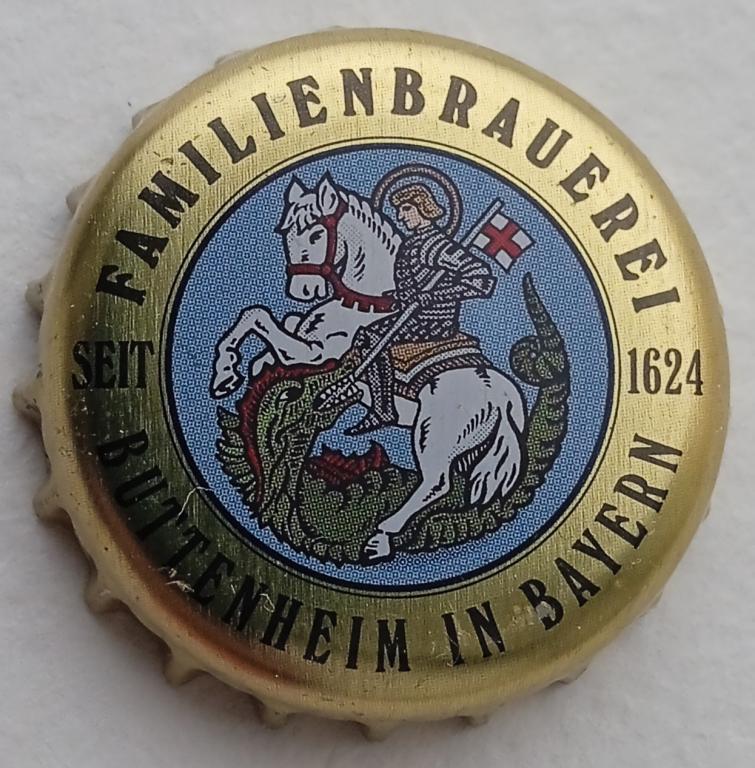 FAMILIENBRAUEREI
SEIT 1624
BUTTENHEIM IN BAYERN